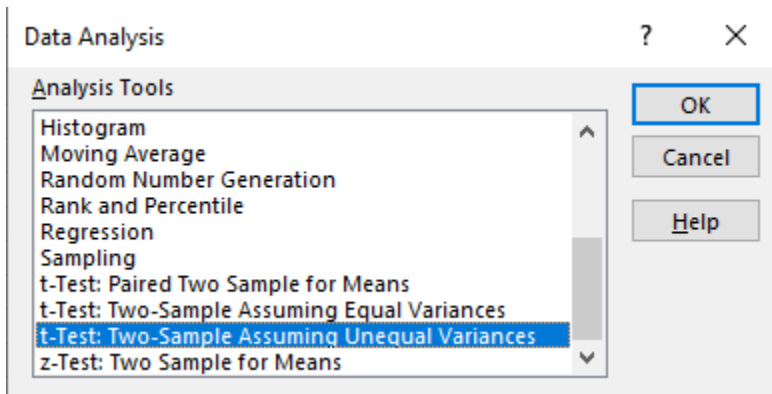 Data Analysis ? ×
Analysis Tools
Histogram
Moving Average
Random Number Generation
Rank and Percentile
Regression
Sampling
t-Test: Paired Two Sample for Means
t-Test: Two-Sample Assuming Equal Variances
t-Test: Two-Sample Assuming Unequal Variances
z-Test: Two Sample for Means
OK
Cancel
Help